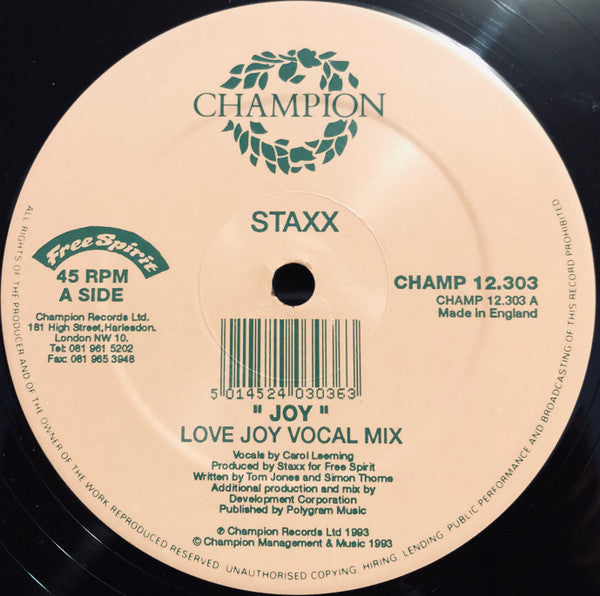 CHAMPION
STAXX
Free Spirit
45 RPM
A SIDE
Champion Records Ltd.
181 High Street, Harlesdon.
London NW 10.
Tel: 081 961 5202
Fax: 081 965 3948
CHAMP 12.303
CHAMP 12.303 A
Made in England
5 014524 030363
" JOY "
LOVE JOY VOCAL MIX
Vocals by Carol Leeming
Produced by Staxx for Free Spirit
Written by Tom Jones and Simon Thorne
Additional production and mix by
Development Corporation
Published by Polygram Music
℗ Champion Records Ltd 1993
© Champion Management & Music 1993
ALL RIGHTS OF THE PRODUCER AND OF THE OWNER OF THE WORK REPRODUCED RESERVED. UNAUTHORISED COPYING, HIRING, LENDING, PUBLIC PERFORMANCE AND BROADCASTING OF THIS RECORD PROHIBITED